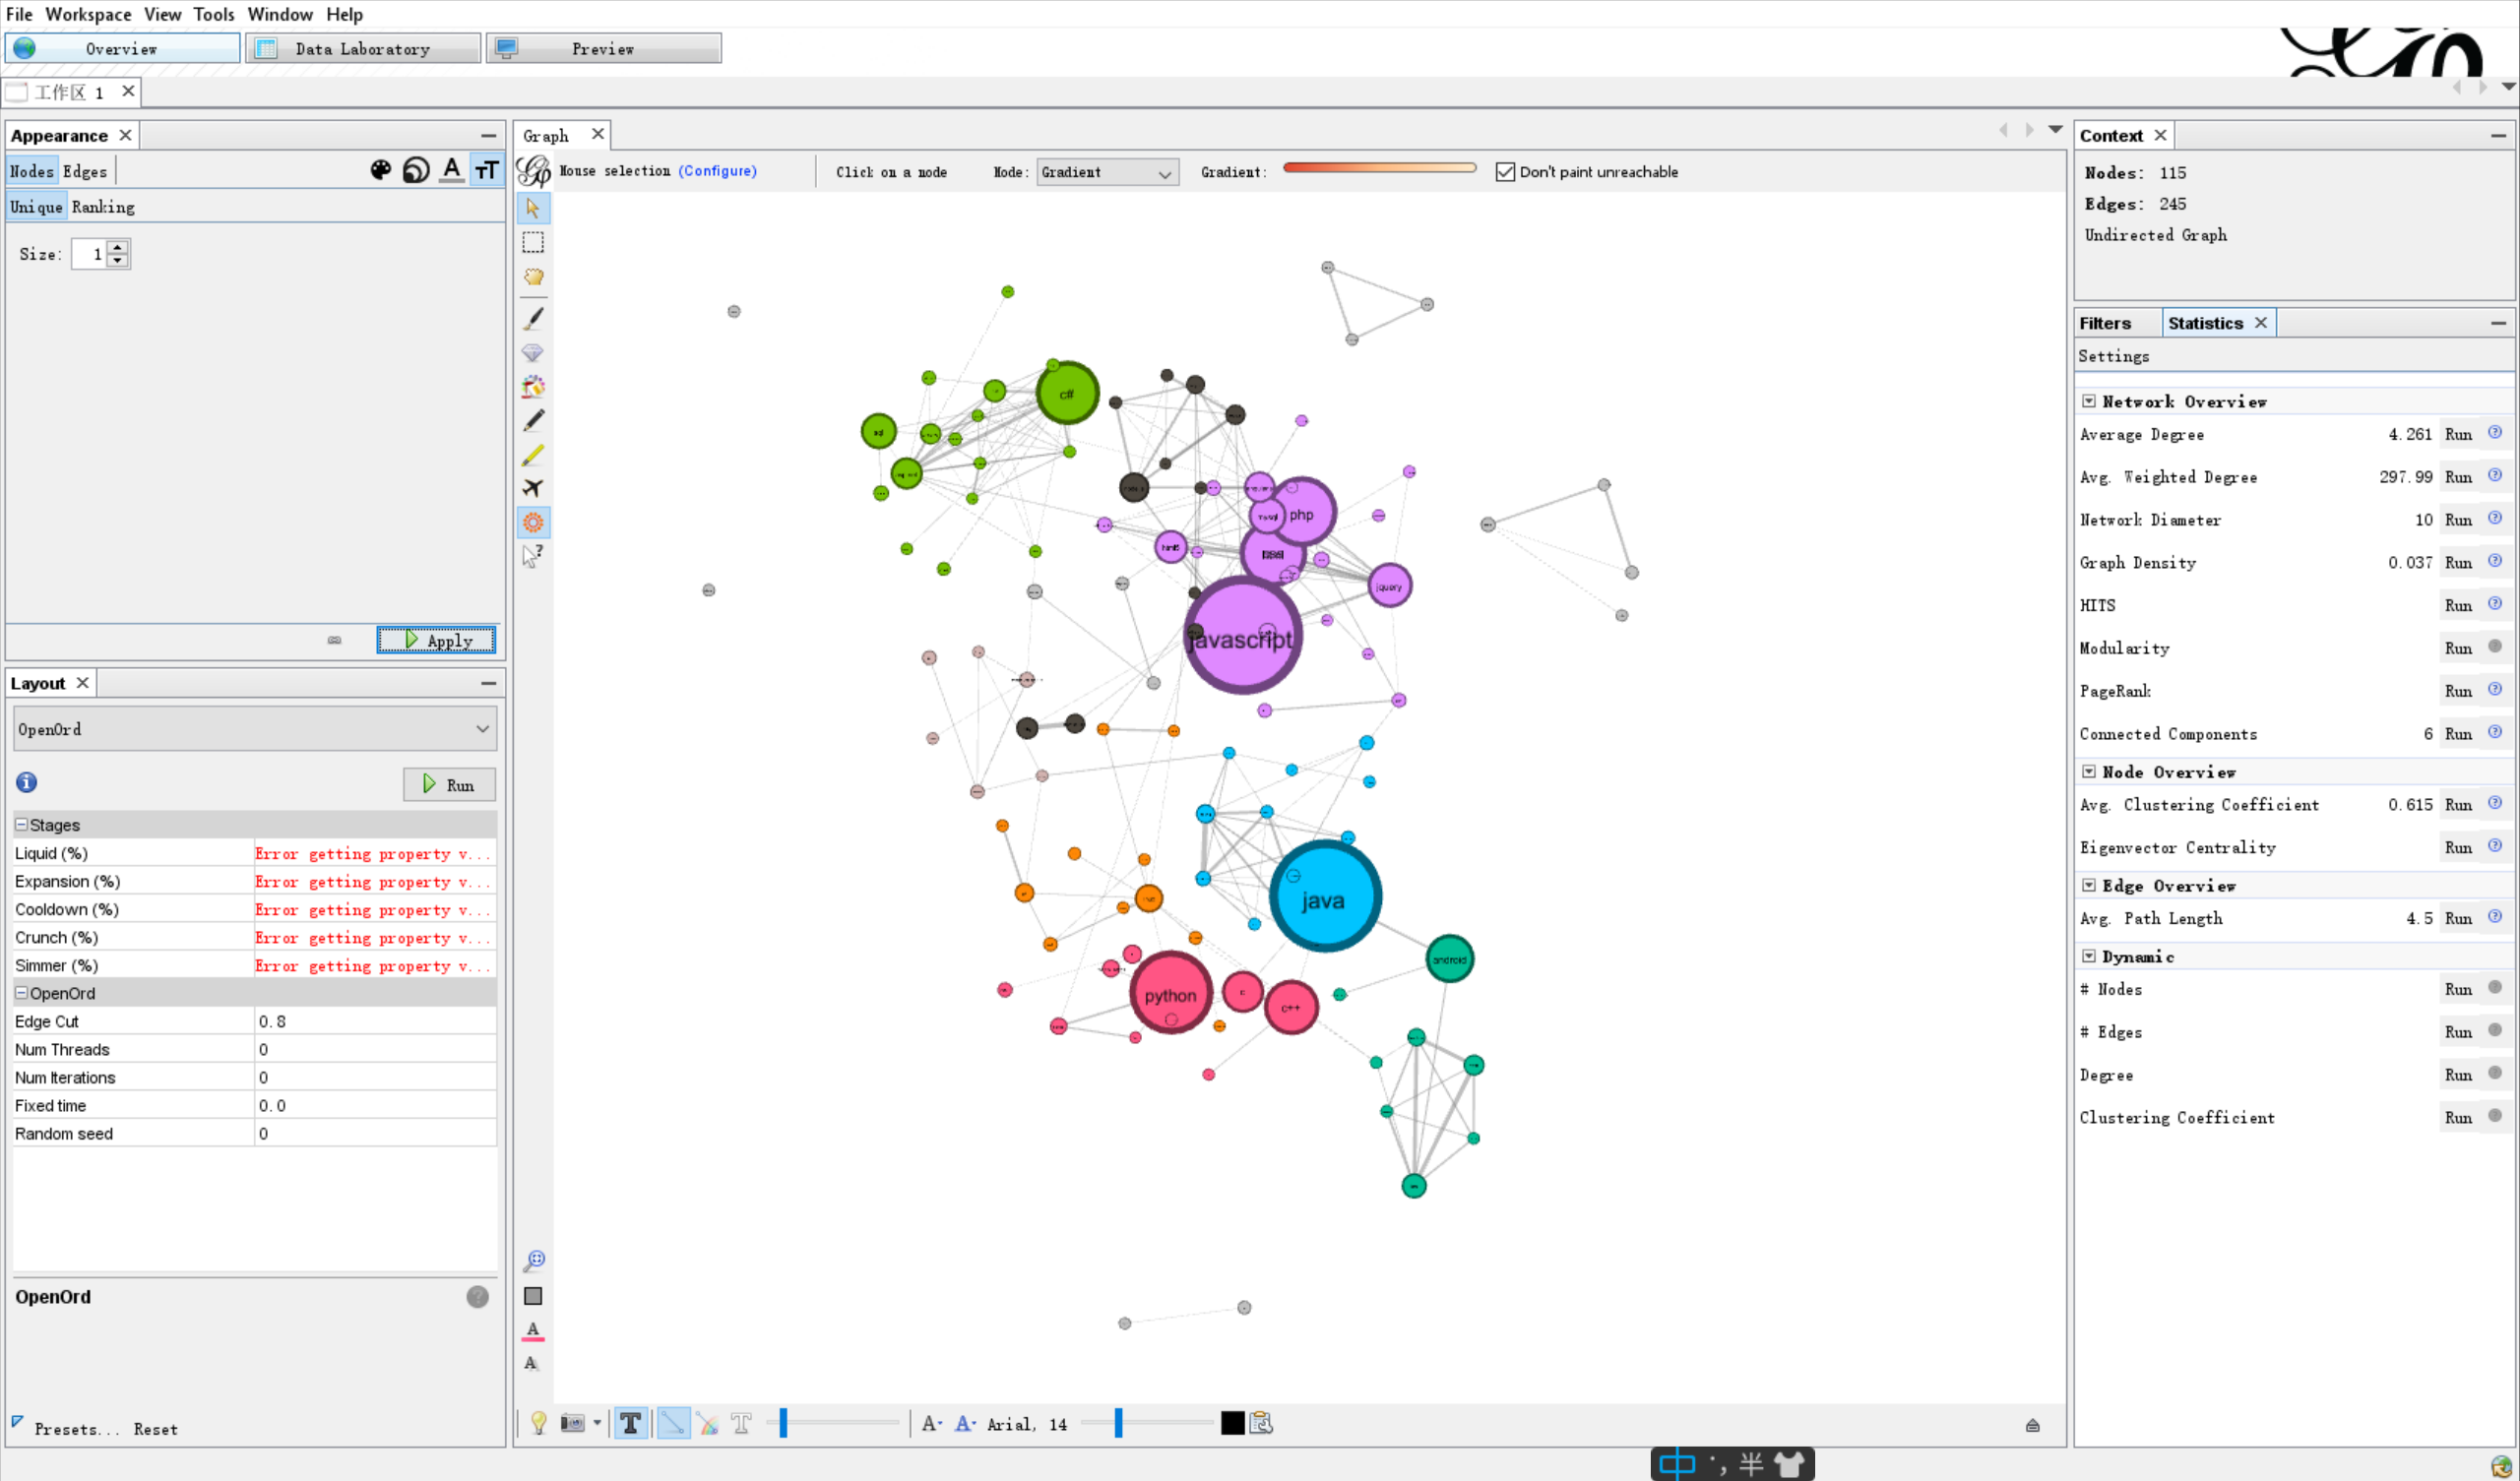 File Workspace View Tools Window Help
Overview Data Laboratory Preview
工作区 1
Appearance
Nodes Edges
Unique Ranking
Size: 1
Apply
Layout
OpenOrd
Run
Stages
Liquid (%) Error getting property v...
Expansion (%) Error getting property v...
Cooldown (%) Error getting property v...
Crunch (%) Error getting property v...
Simmer (%) Error getting property v...
OpenOrd
Edge Cut 0.8
Num Threads 0
Num Iterations 0
Fixed time 0.0
Random seed 0
OpenOrd
Presets... Reset
Graph
Mouse selection (Configure) Click on a node Mode: Gradient Gradient: Don't paint unreachable
c#
sql
php
mysql
html5
jquery
javascript
java
android
python
c
c++
Arial, 14
Context
Nodes: 115
Edges: 245
Undirected Graph
Filters Statistics
Settings
Network Overview
Average Degree 4.261 Run
Avg. Weighted Degree 297.99 Run
Network Diameter 10 Run
Graph Density 0.037 Run
HITS Run
Modularity Run
PageRank Run
Connected Components 6 Run
Node Overview
Avg. Clustering Coefficient 0.615 Run
Eigenvector Centrality Run
Edge Overview
Avg. Path Length 4.5 Run
Dynamic
# Nodes Run
# Edges Run
Degree Run
Clustering Coefficient Run
中 半